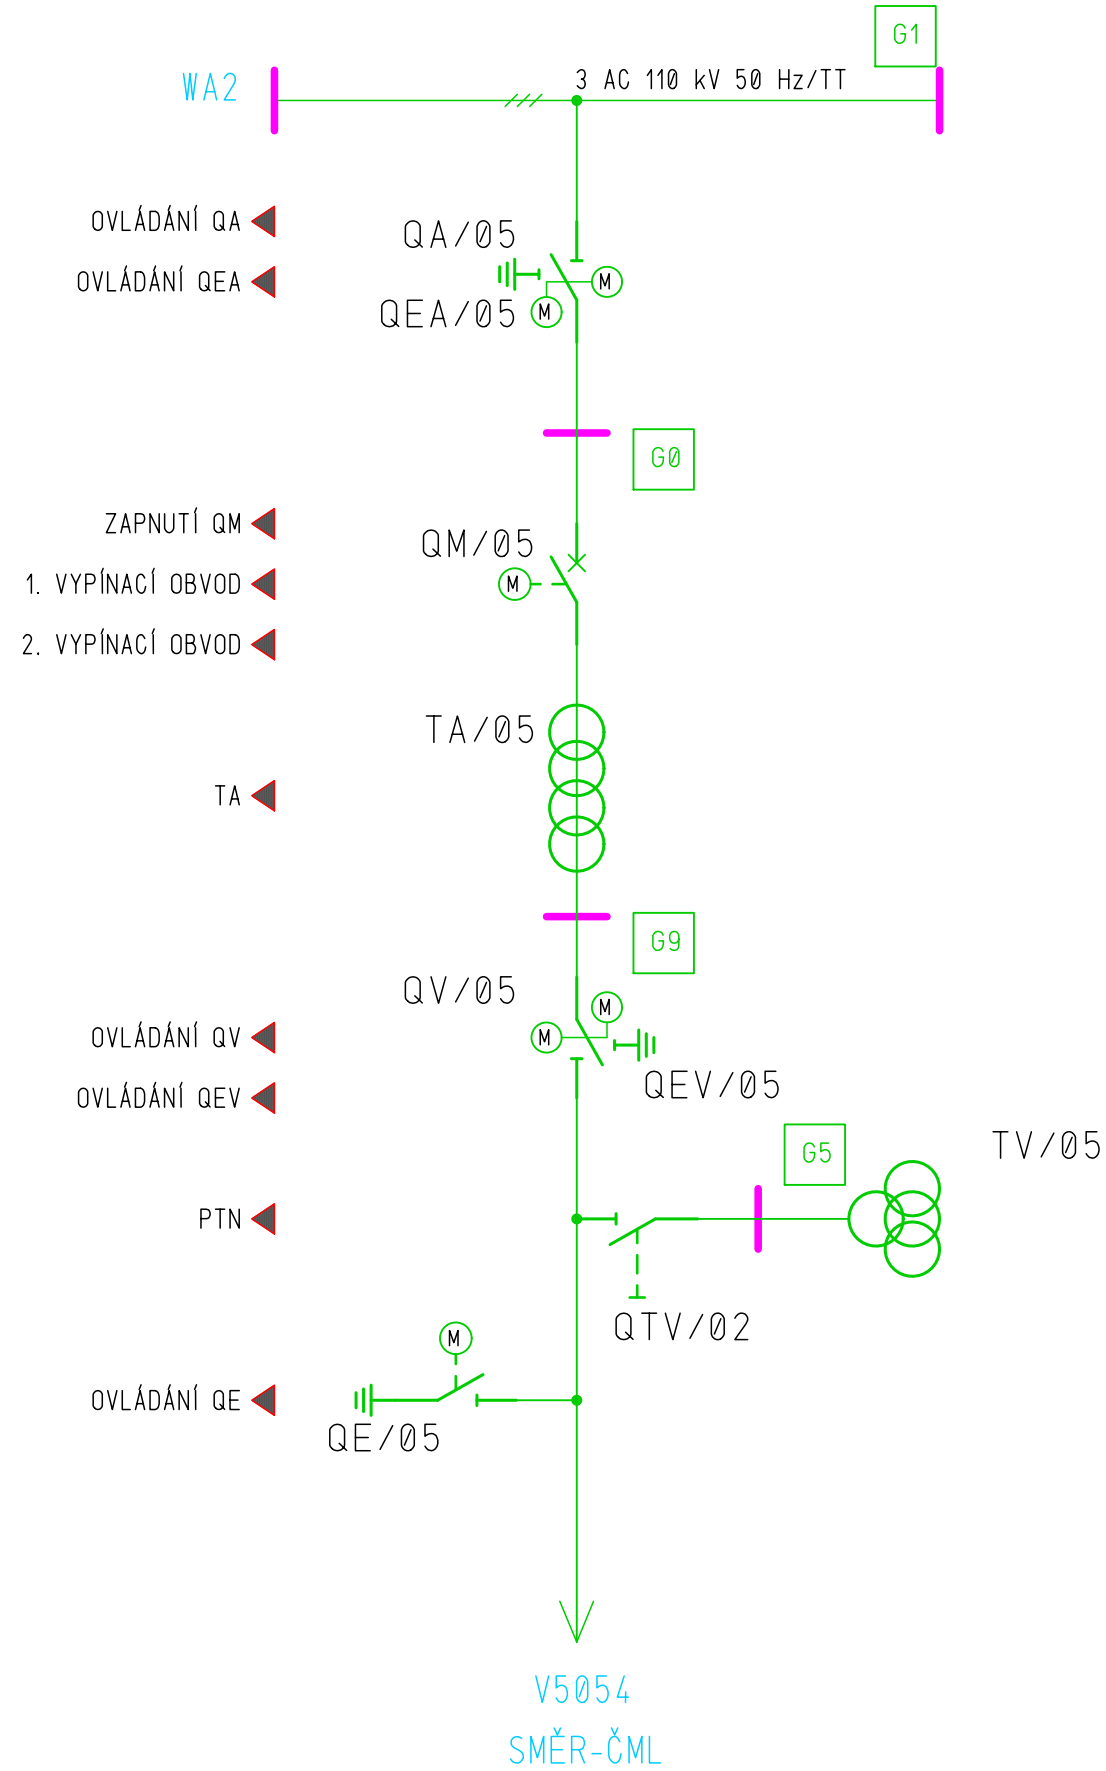 G1
WA2
3 AC 110 kV 50 Hz/TT
OVLÁDÁNÍ QA
QA/05
OVLÁDÁNÍ QEA
M
M
QEA/05
G0
ZAPNUTÍ QM
QM/05
1. VYPÍNACÍ OBVOD
M
2. VYPÍNACÍ OBVOD
TA/05
TA
G9
QV/05
M
OVLÁDÁNÍ QV
M
QEV/05
OVLÁDÁNÍ QEV
G5
TV/05
PTN
QTV/02
M
OVLÁDÁNÍ QE
QE/05
V5054
SMĚR-ČML